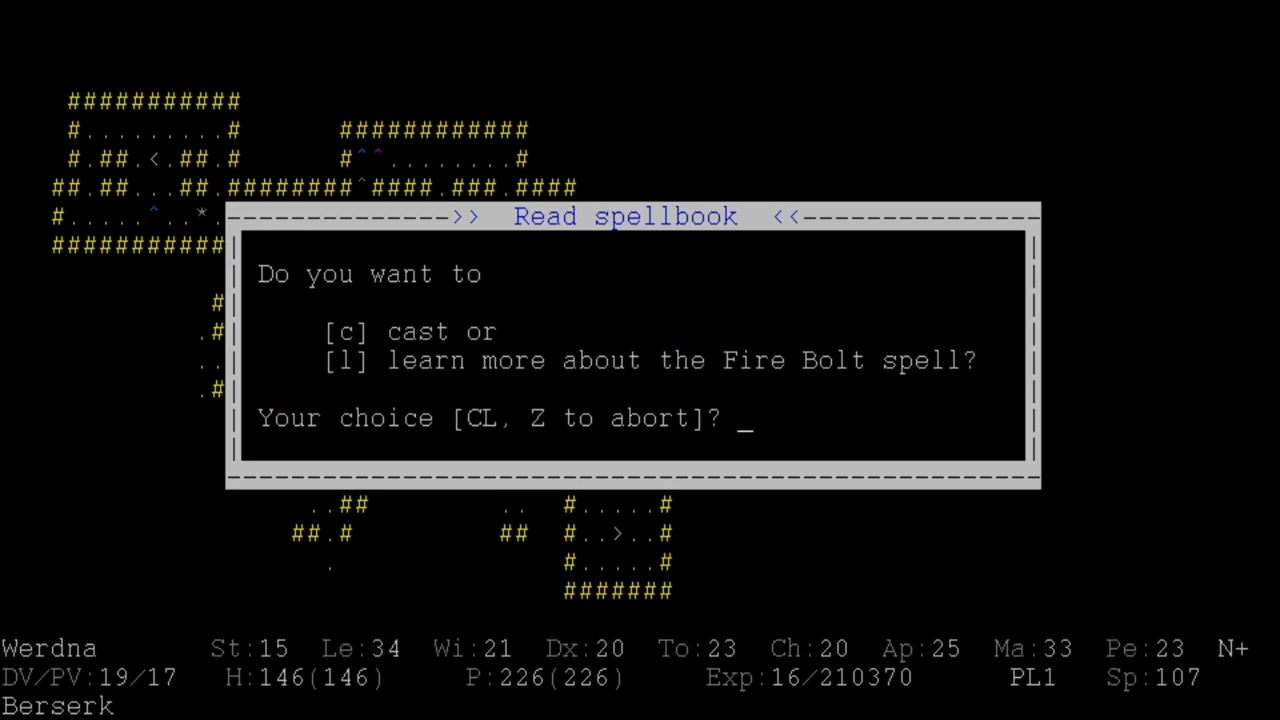 ###########
#.........# ############
#.##.<.##.# #^^........#
##.##...##.########^####.###.####
#.....^..*. --------------->> Read spellbook <<---------------
###########
Do you want to
#
.# [c] cast or
.. [l] learn more about the Fire Bolt spell?
.#
Your choice [CL, Z to abort]? _
..## .. #.....#
##.# ## #..>..#
. #.....#
#######
Werdna St:15 Le:34 Wi:21 Dx:20 To:23 Ch:20 Ap:25 Ma:33 Pe:23 N+
DV/PV:19/17 H:146(146) P:226(226) Exp:16/210370 PL1 Sp:107
Berserk